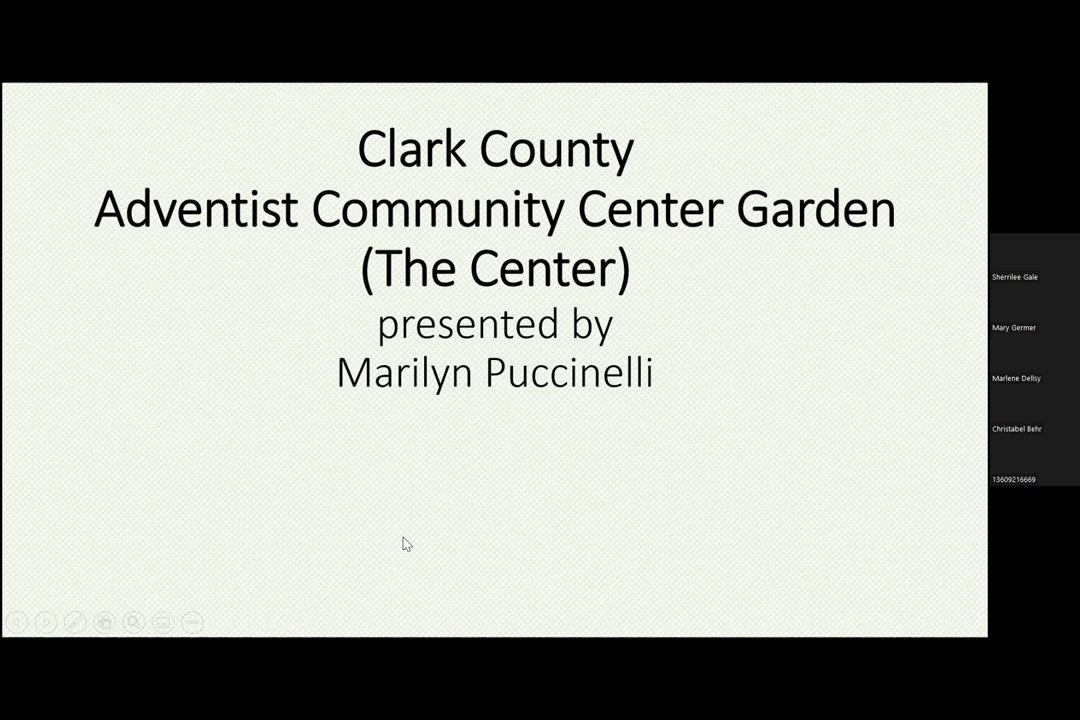 Clark County
Adventist Community Center Garden
(The Center)
presented by
Marilyn Puccinelli
Sherrilee Gale
Mary Germer
Marlene Dellsy
Christabel Behr
13609216669